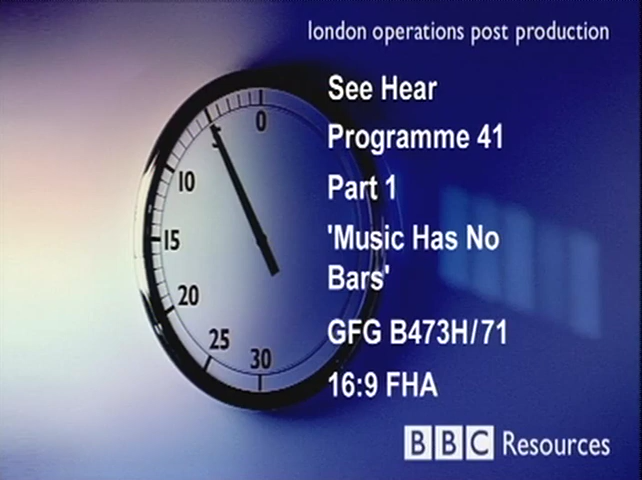 london operations post production
See Hear
Programme 41
Part 1
'Music Has No
Bars'
GFG B473H/71
16:9 FHA
BBC Resources
0
5
10
15
20
25
30